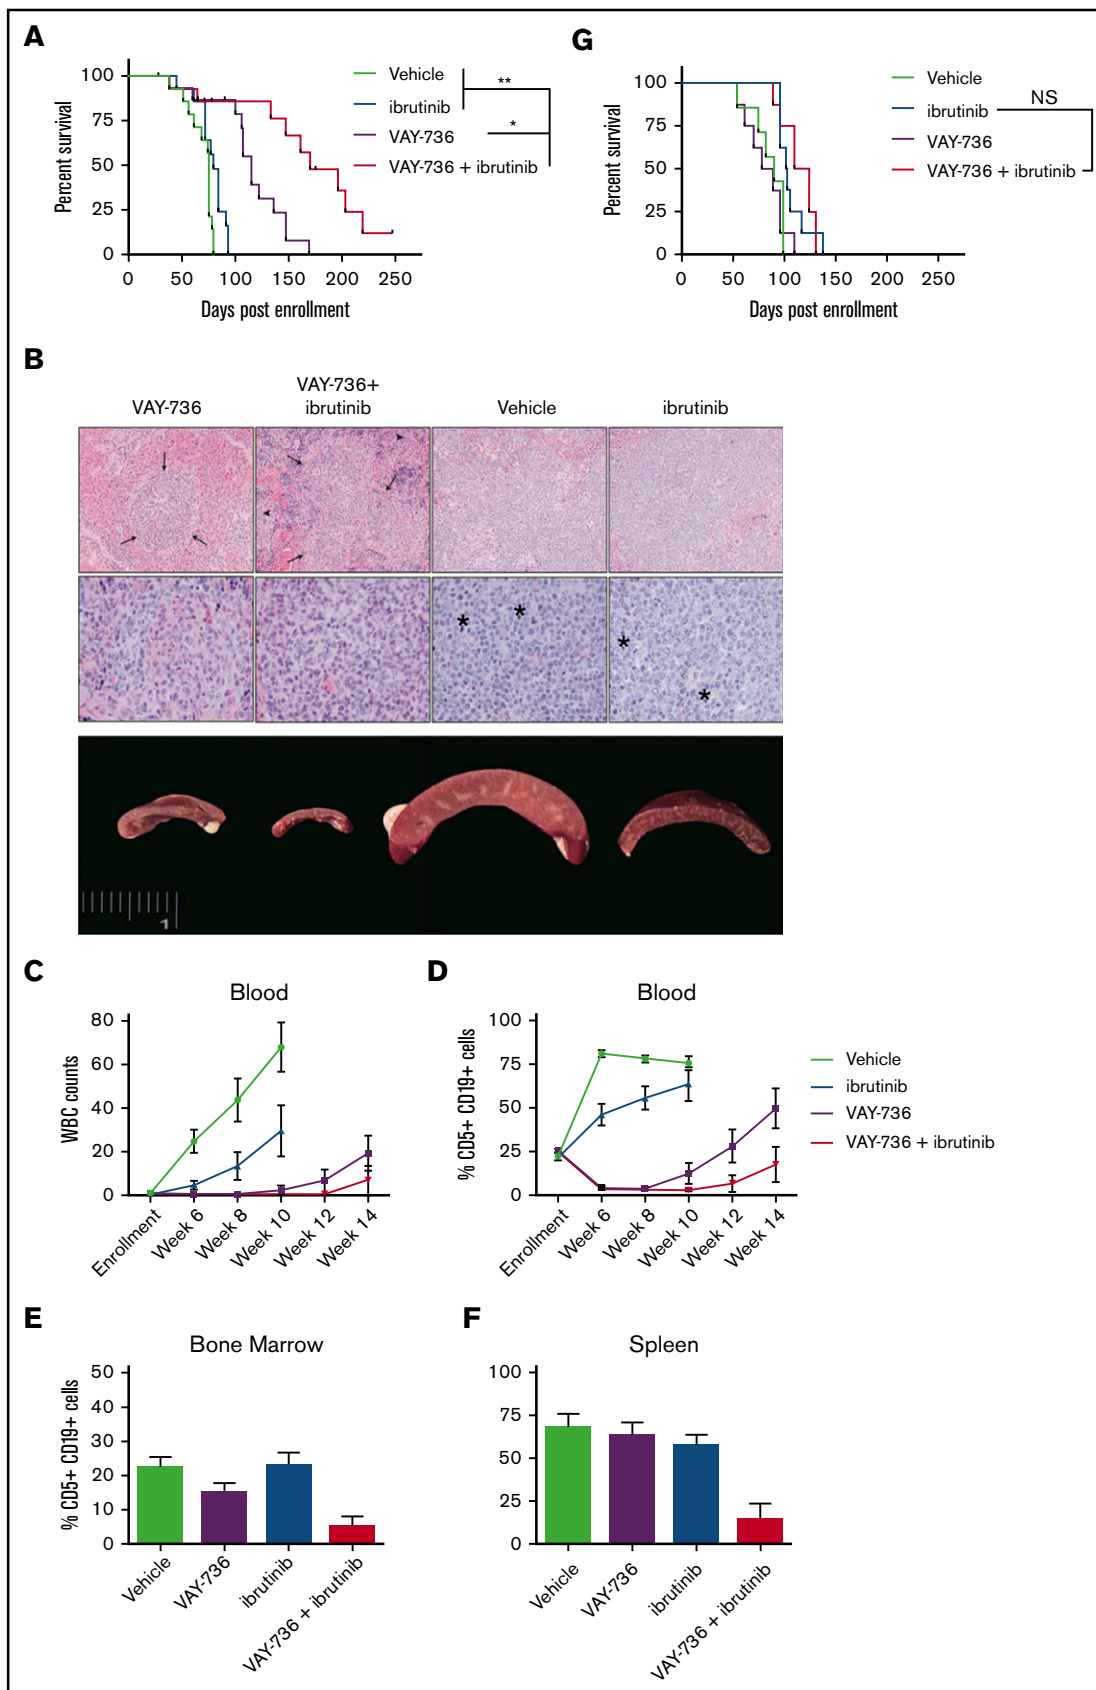 A
Percent survival
100
75
50
25
0
0 50 100 150 200 250
Days post enrollment
Vehicle
ibrutinib
VAY-736
VAY-736 + ibrutinib
**
*
G
Percent survival
100
75
50
25
0
0 50 100 150 200 250
Days post enrollment
Vehicle
ibrutinib
VAY-736
VAY-736 + ibrutinib
NS
B
VAY-736
VAY-736+
ibrutinib
Vehicle
ibrutinib
* *
* *
1
C
Blood
WBC counts
80
60
40
20
0
Enrollment
Week 6
Week 8
Week 10
Week 12
Week 14
D
Blood
% CD5+ CD19+ cells
100
75
50
25
0
Enrollment
Week 6
Week 8
Week 10
Week 12
Week 14
Vehicle
ibrutinib
VAY-736
VAY-736 + ibrutinib
E
Bone Marrow
% CD5+ CD19+ cells
50
40
30
20
10
0
Vehicle
VAY-736
ibrutinib
VAY-736 + ibrutinib
F
Spleen
100
75
50
25
0
Vehicle
VAY-736
ibrutinib
VAY-736 + ibrutinib